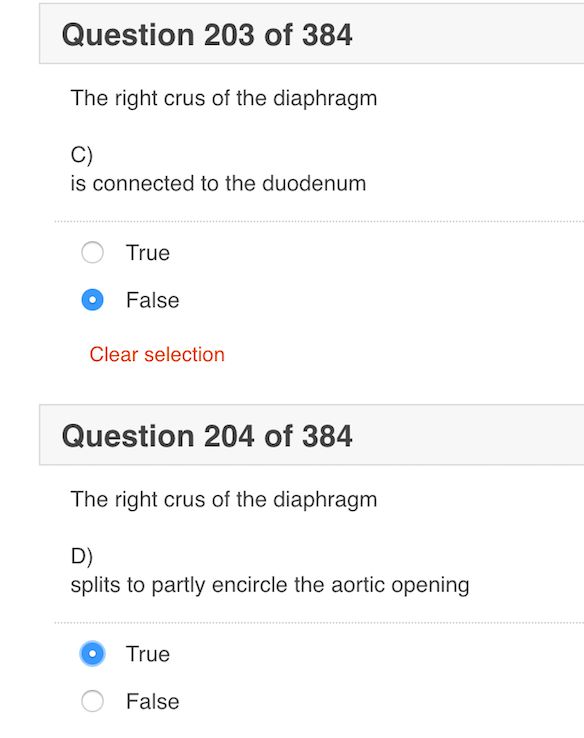 Question 203 of 384
The right crus of the diaphragm
C)
is connected to the duodenum
True
False
Clear selection
Question 204 of 384
The right crus of the diaphragm
D)
splits to partly encircle the aortic opening
True
False